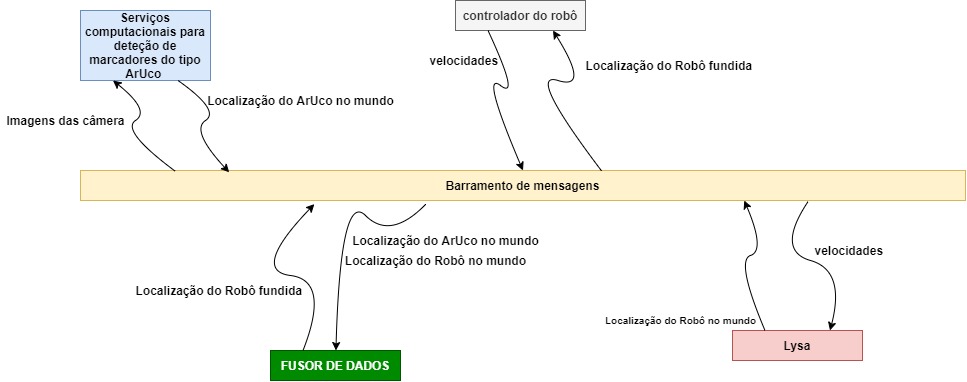 Serviços
computacionais para
deteção de
marcadores do tipo
ArUco
controlador do robô
velocidades
Localização do Robô fundida
Localização do ArUco no mundo
Imagens das câmera
Barramento de mensagens
Localização do ArUco no mundo
Localização do Robô no mundo
velocidades
Localização do Robô fundida
Localização do Robô no mundo
Lysa
FUSOR DE DADOS